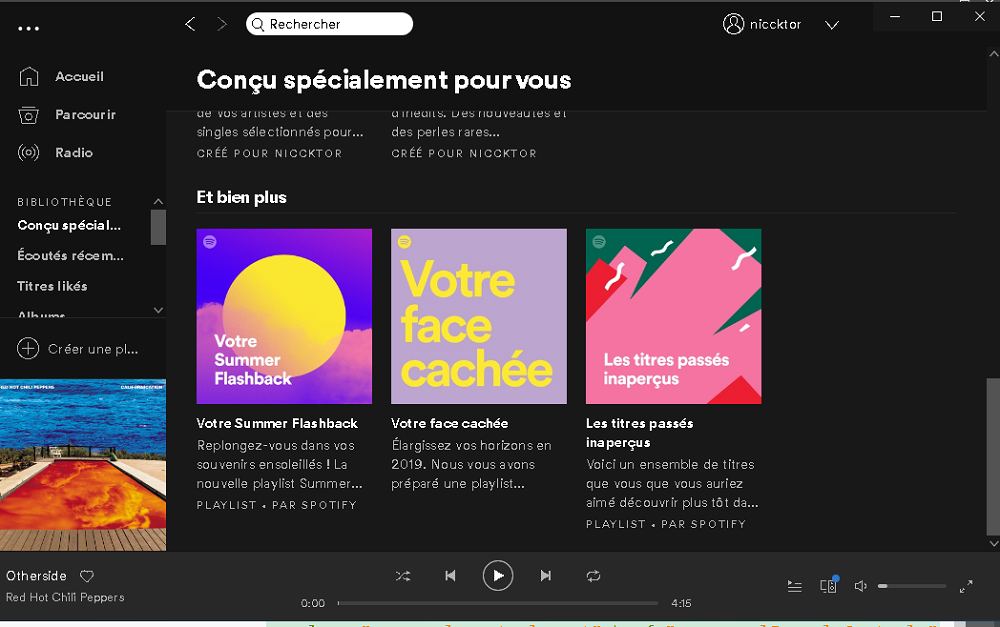 Rechercher
niccktor
Accueil
Parcourir
Radio
BIBLIOTHÈQUE
Conçu spécial...
Écoutés récem...
Titres likés
Albums
Créer une pl...
RED HOT CHILI PEPPERS
CALIFORNICATION
Conçu spécialement pour vous
de vos artistes et des
singles sélectionnés pour...
CRÉÉ POUR NICCKTOR
d'inédits. Des nouveautés et
des perles rares...
CRÉÉ POUR NICCKTOR
Et bien plus
Votre
Summer
Flashback
Votre Summer Flashback
Replongez-vous dans vos
souvenirs ensoleillés ! La
nouvelle playlist Summer...
PLAYLIST • PAR SPOTIFY
Votre
face
cachée
Votre face cachée
Élargissez vos horizons en
2019. Nous vous avons
préparé une playlist...
Les titres passés
inaperçus
Les titres passés
inaperçus
Voici un ensemble de titres
que vous que vous auriez
aimé découvrir plus tôt da...
PLAYLIST • PAR SPOTIFY
Otherside
Red Hot Chili Peppers
0:00
4:15